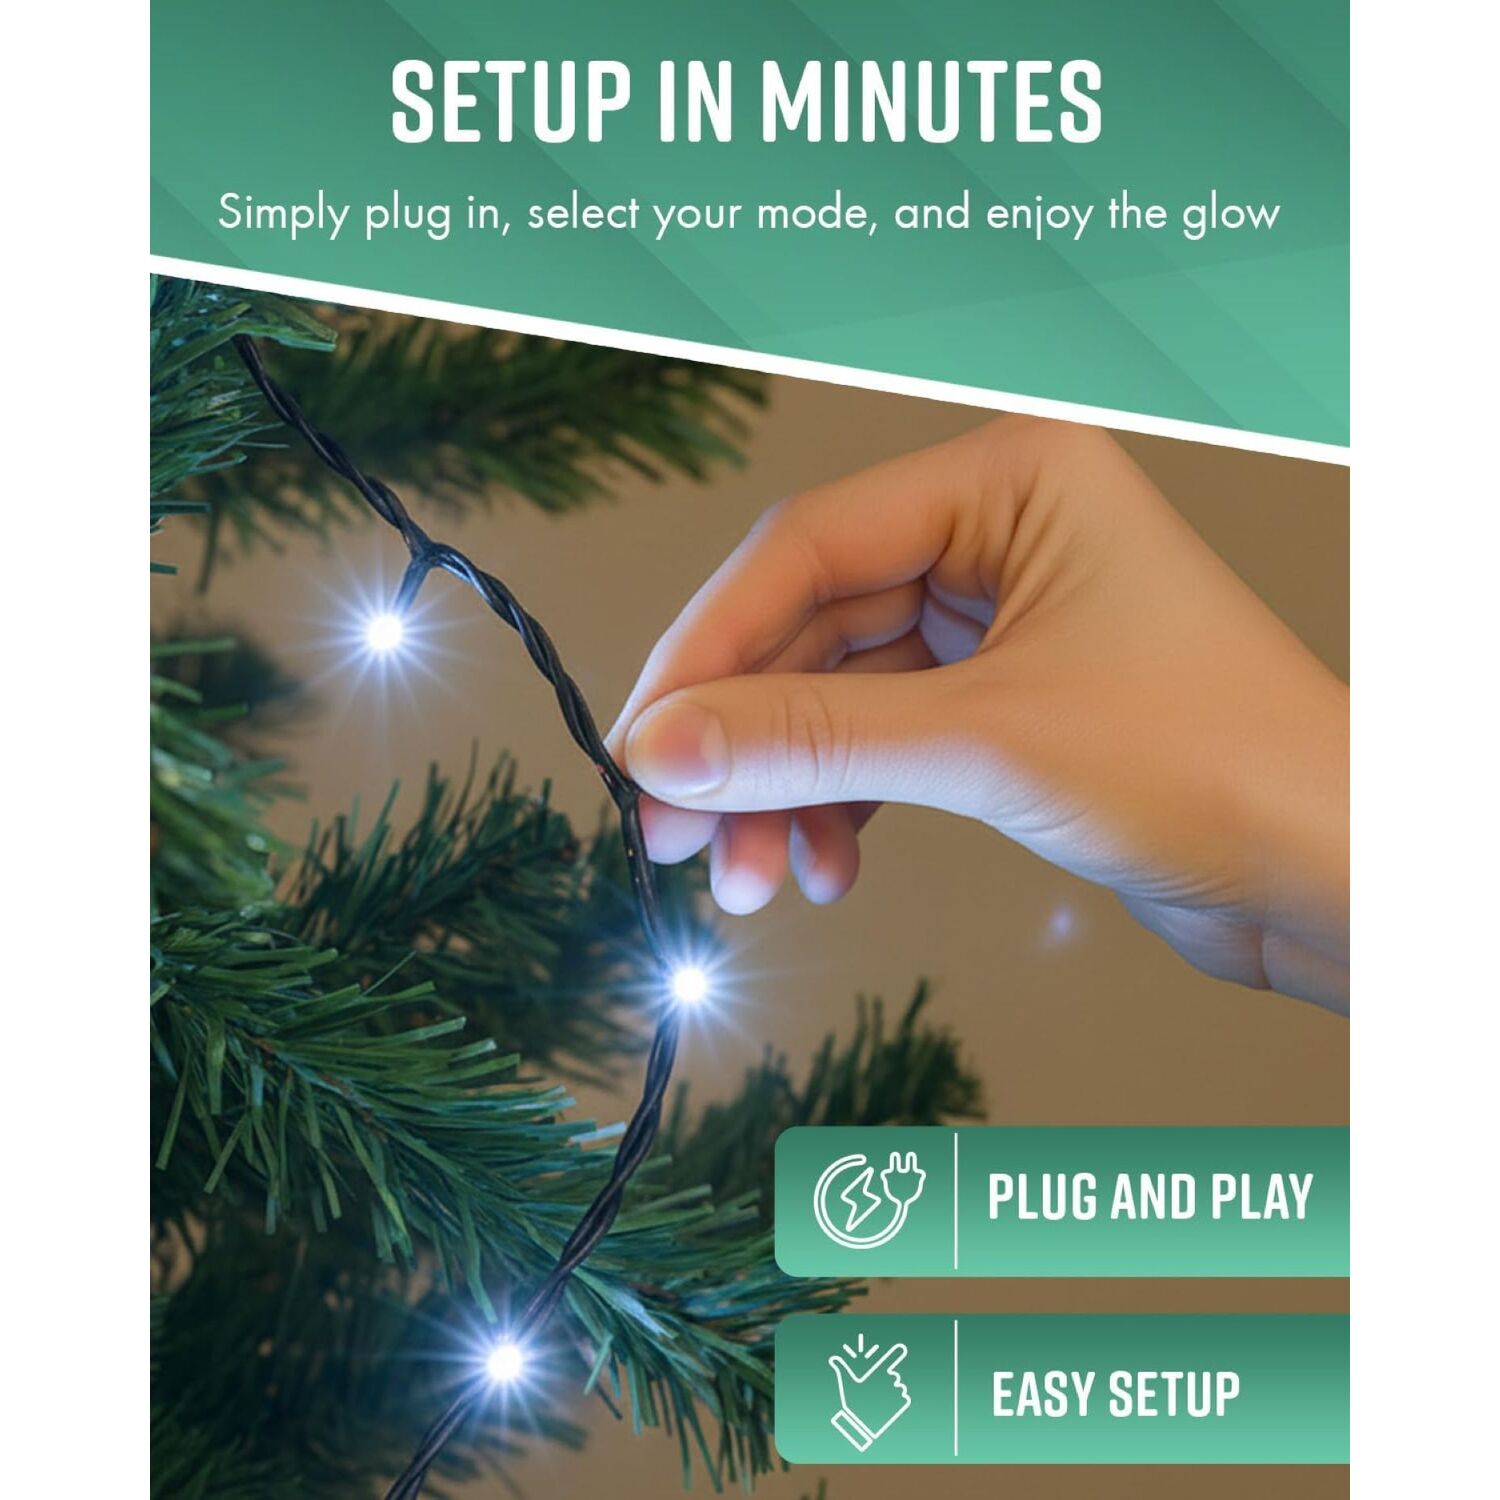 SETUP IN MINUTES
Simply plug in, select your mode, and enjoy the glow
PLUG AND PLAY
EASY SETUP